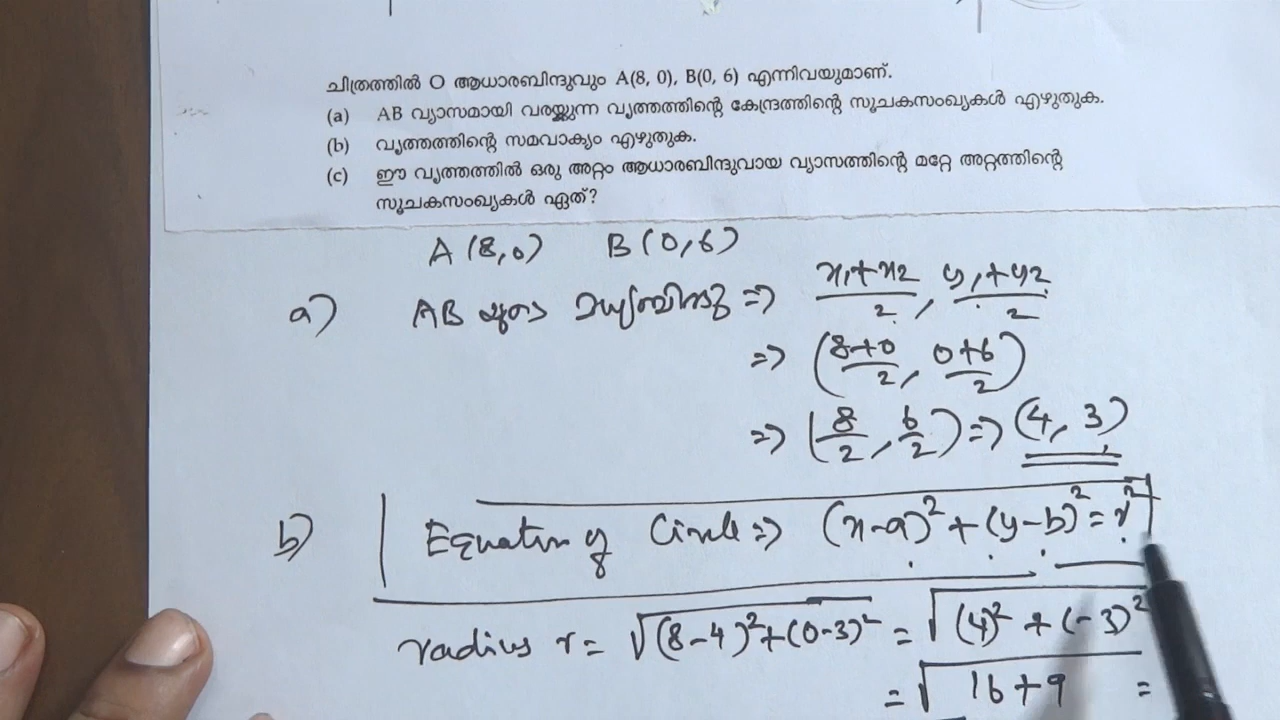 ചിത്രത്തിൽ O ആധാരബിന്ദുവും A(8, 0), B(0, 6) എന്നിവയുമാണ്.
(a) AB വ്യാസമായി വരയ്ക്കുന്ന വൃത്തത്തിന്റെ കേന്ദ്രത്തിന്റെ സൂചകസംഖ്യകൾ എഴുതുക.
(b) വൃത്തത്തിന്റെ സമവാക്യം എഴുതുക.
(c) ഈ വൃത്തത്തിൽ ഒരു അറ്റം ആധാരബിന്ദുവായ വ്യാസത്തിന്റെ മറ്റേ അറ്റത്തിന്റെ
സൂചകസംഖ്യകൾ ഏത്?
A (8,0) B(0,6)
a) AB യുടെ മധ്യബിന്ദു => x₁+x₂/2, y₁+y₂/2
=> (8+0/2, 0+6/2)
=> (8/2, 6/2) => (4, 3)
b) Equation of Circle => (x-a)² + (y-b)² = r²
radius r = √(8-4)²+(0-3)² = √(4)² + (-3)²
= √16+9 =